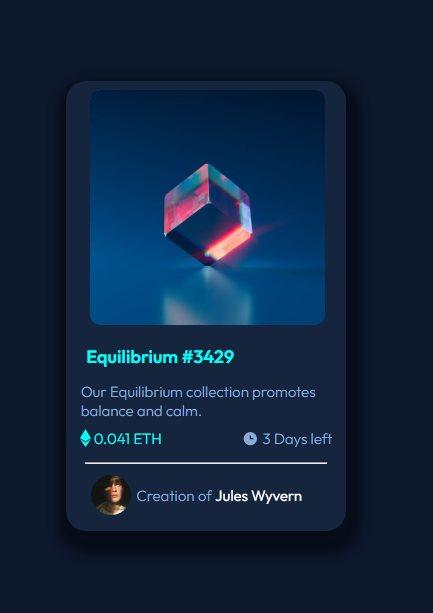 Equilibrium #3429
Our Equilibrium collection promotes
balance and calm.
0.041 ETH
3 Days left
Creation of Jules Wyvern